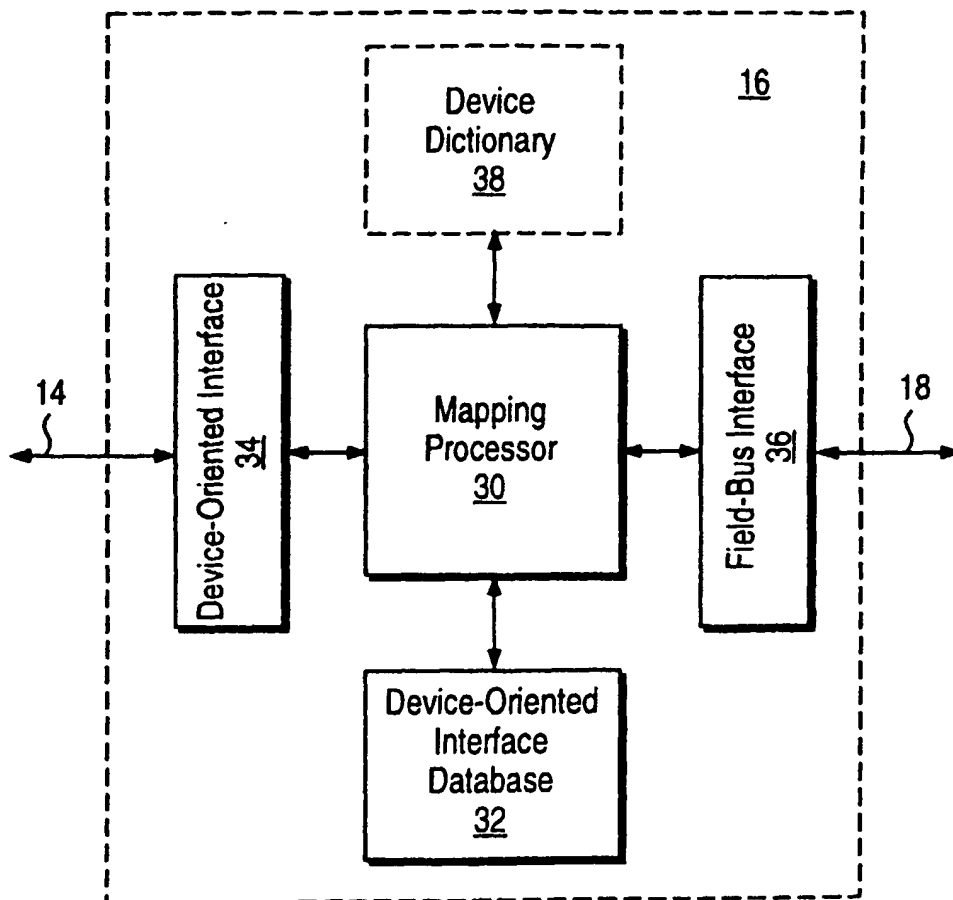 16
Device
Dictionary
38
14
Device-Oriented Interface
34
Mapping
Processor
30
Field-Bus Interface
36
18
Device-Oriented
Interface
Database
32